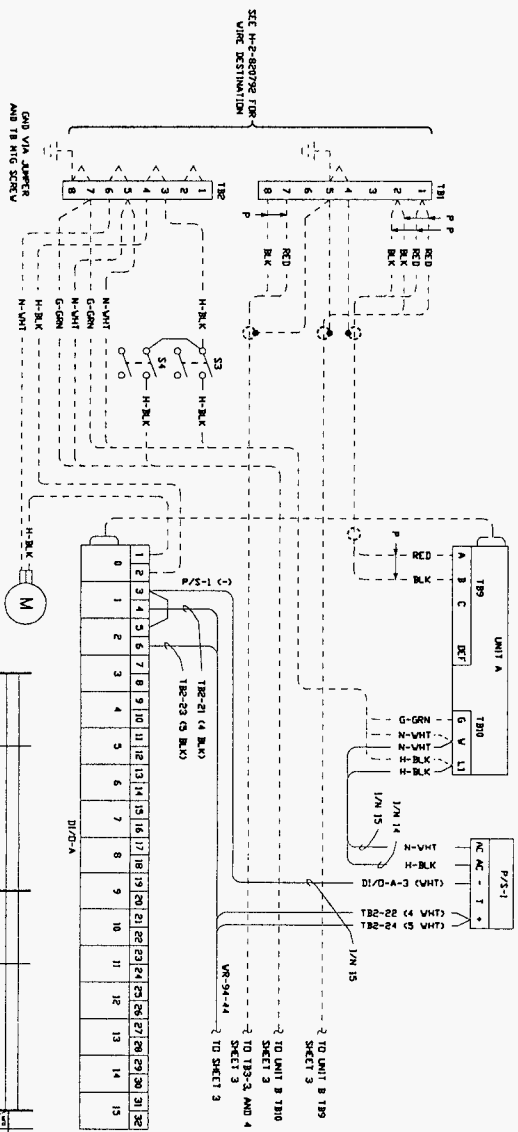 SEE H-2-820792 FOR
WIRE DESTINATION
GND VIA JUMPER
AND TB MTG SCREW
TB2
1
2
3
4
5
6
7
8
TB1
1
2
3
4
5
7
8
P
P
RED
RED
BLK
BLK
P
RED
BLK
H-BLK
N-WHT
G-GRN
G-GRN
N-WHT
H-BLK
N-WHT
S3
S4
H-BLK
H-BLK
H-BLK
M
P
RED
BLK
UNIT A
TB9
A
B
C
DEF
TB10
G
W
L1
G-GRN
N-WHT
N-WHT
H-BLK
H-BLK
I/N 14
I/N 15
P/S-1
AC
AC
-
T
+
N-WHT
H-BLK
DI/O-A-3 (WHT)
TB2-22 (4 WHT)
TB2-24 (5 WHT)
I/N 15
P/S-1 (-)
TB2-21 (4 BLK)
TB2-23 (5 BLK)
WR-94-44
TO UNIT B TB9
SHEET 3
TO UNIT B TB10
SHEET 3
TO TB3-3, AND 4
SHEET 3
TO SHEET 3
DI/O-A
0
1
2
3
4
5
6
7
8
9
10
11
12
13
14
15
1
2
3
4
5
6
7
8
9
10
11
12
13
14
15
16
17
18
19
20
21
22
23
24
25
26
27
28
29
30
31
32